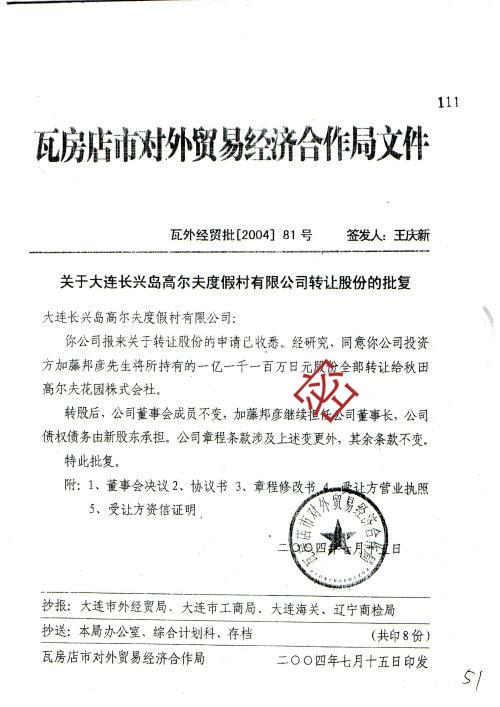 111
瓦房店市对外贸易经济合作局文件
瓦外经贸批[2004] 81号 签发人: 王庆新
关于大连长兴岛高尔夫度假村有限公司转让股份的批复
大连长兴岛高尔夫度假村有限公司:
你公司报来关于转让股份的申请已收悉。经研究,同意你公司投资
方加藤邦彦先生将所持有的一亿一千一百万日元股份全部转让给秋田
高尔夫花园株式会社。
转股后,公司董事会成员不变,加藤邦彦继续担任公司董事长,公司
债权债务由新股东承担。公司章程条款涉及上述变更外,其余条款不变。
特此批复。
附: 1、董事会决议 2、协议书 3、章程修改书 4、受让方营业执照
5、受让方资信证明
瓦房店市对外贸易经济合作局
二〇〇四年七月十五日
抄报: 大连市外经贸局、大连市工商局、大连海关、辽宁商检局
抄送: 本局办公室、综合计划科、存档 (共印8份)
瓦房店市对外贸易经济合作局 二〇〇四年七月十五日印发
51